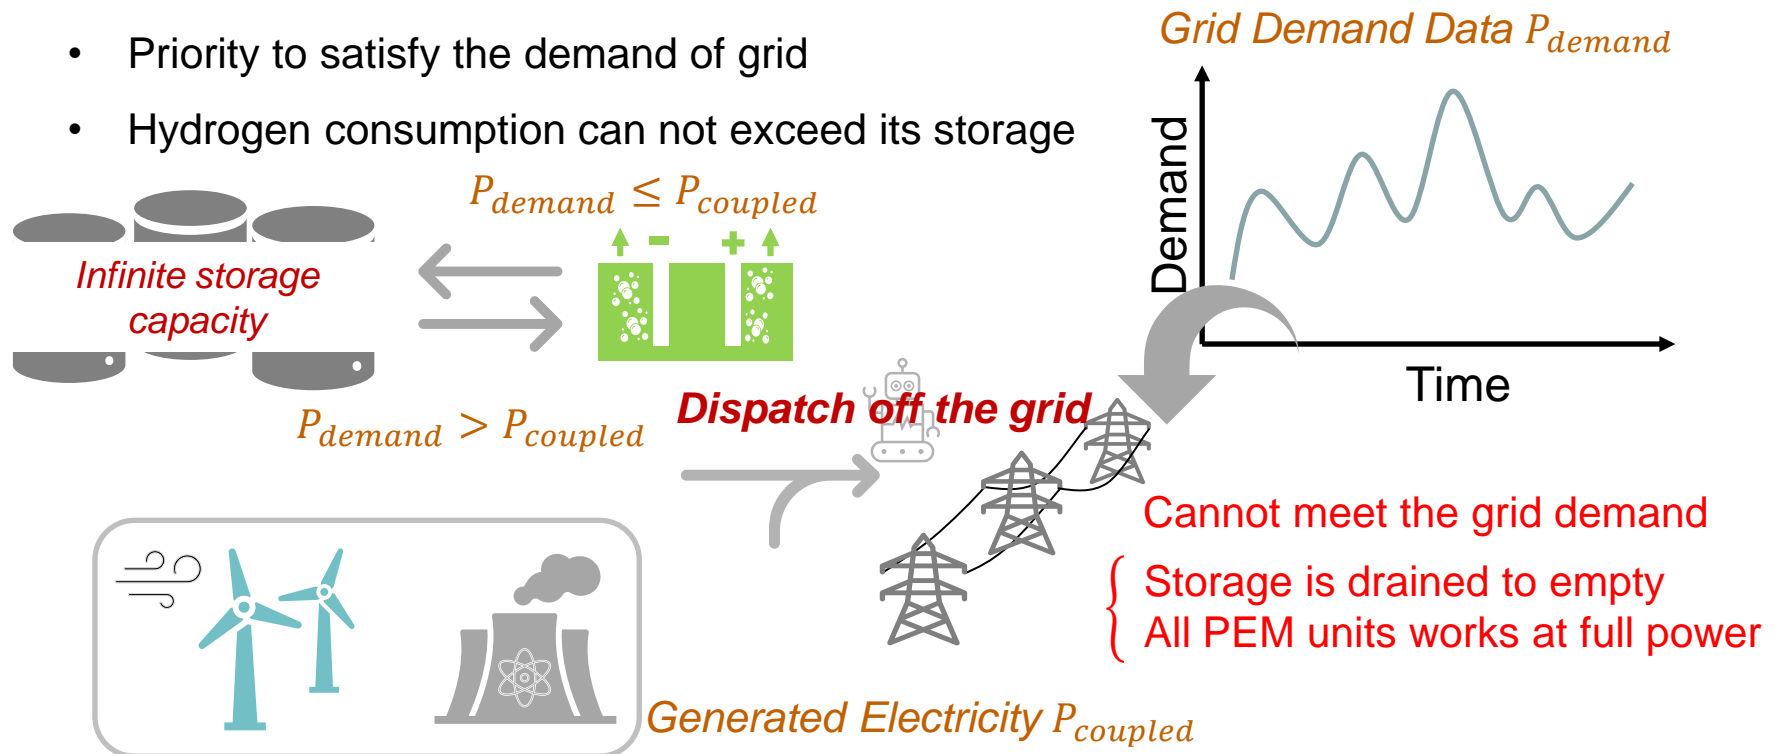 • Priority to satisfy the demand of grid
• Hydrogen consumption can not exceed its storage
Grid Demand Data P_demand
Demand
Time
P_demand ≤ P_coupled
- +
Infinite storage
capacity
P_demand > P_coupled
Dispatch off the grid
Cannot meet the grid demand
{ Storage is drained to empty
All PEM units works at full power
Generated Electricity P_coupled